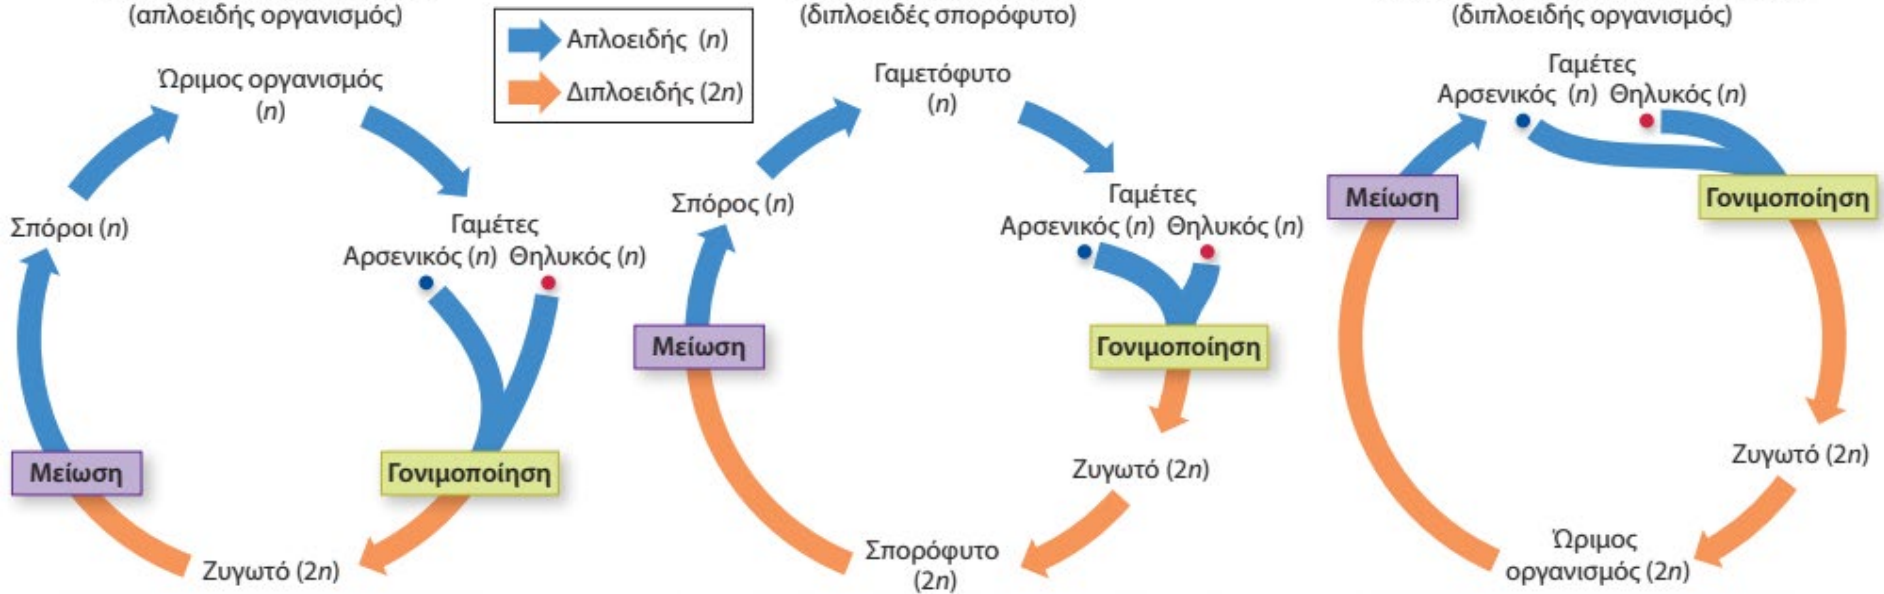 (απλοειδής οργανισμός)
Ώριμος οργανισμός
(n)
Σπόροι (n)
Γαμέτες
Αρσενικός (n) Θηλυκός (n)
Μείωση
Γονιμοποίηση
Ζυγωτό (2n)
Απλοειδής (n)
Διπλοειδής (2n)
(διπλοειδές σπορόφυτο)
Γαμετόφυτο
(n)
Σπόρος (n)
Γαμέτες
Αρσενικός (n) Θηλυκός (n)
Μείωση
Γονιμοποίηση
Ζυγωτό (2n)
Σπορόφυτο
(2n)
(διπλοειδής οργανισμός)
Γαμέτες
Αρσενικός (n) Θηλυκός (n)
Μείωση
Γονιμοποίηση
Ζυγωτό (2n)
Ώριμος
οργανισμός (2n)